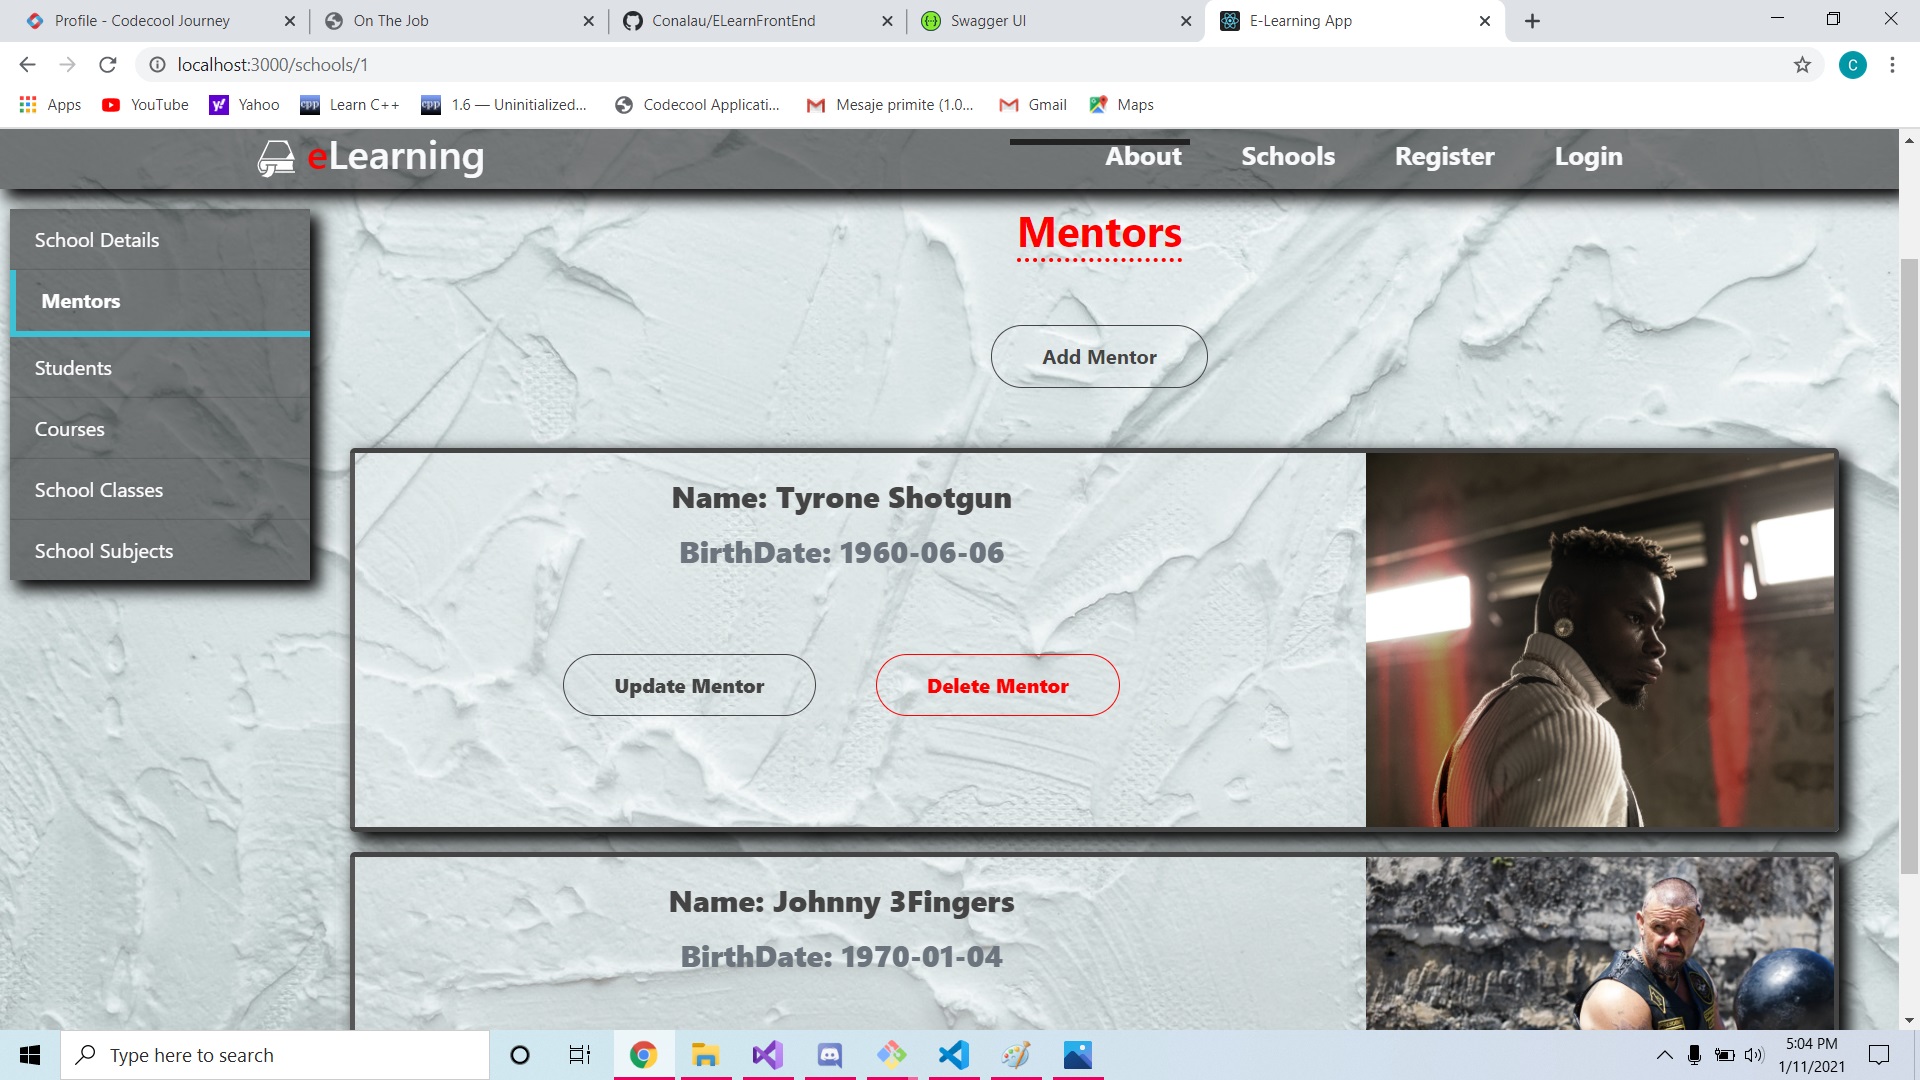 Profile - Codecool Journey
On The Job
Conalau/ELearnFrontEnd
Swagger UI
E-Learning App
localhost:3000/schools/1
C
Apps
YouTube
Yahoo
cpp Learn C++
cpp 1.6 — Uninitialized...
Codecool Applicati...
Mesaje primite (1.0...
Gmail
Maps
eLearning
About
Schools
Register
Login
School Details
Mentors
Students
Courses
School Classes
School Subjects
Mentors
Add Mentor
Name: Tyrone Shotgun
BirthDate: 1960-06-06
Update Mentor
Delete Mentor
Name: Johnny 3Fingers
BirthDate: 1970-01-04
Type here to search
5:04 PM
1/11/2021